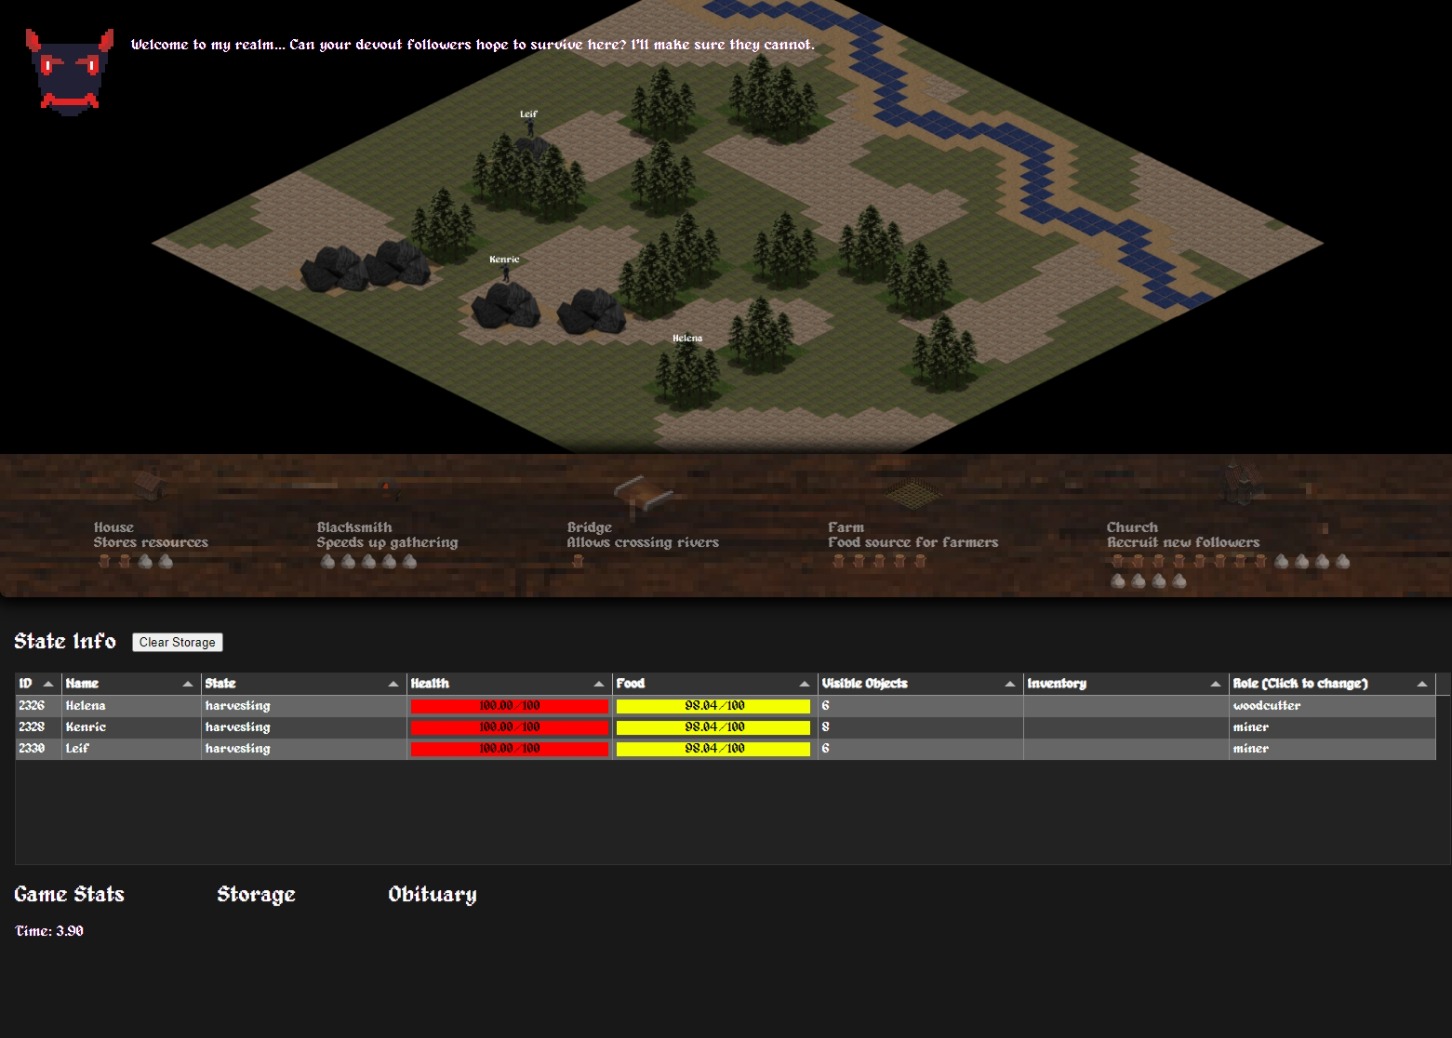 Welcome to my realm... Can your devout followers hope to survive here? I'll make sure they cannot.
Leif
Kenric
Helena
House
Stores resources
Blacksmith
Speeds up gathering
Bridge
Allows crossing rivers
Farm
Food source for farmers
Church
Recruit new followers
State Info
Clear Storage
ID Name State Health Food Visible Objects Inventory Role (Click to change)
2326 Helena harvesting 100.00/100 98.04/100 6 woodcutter
2328 Kenric harvesting 100.00/100 98.04/100 8 miner
2330 Leif harvesting 100.00/100 98.04/100 6 miner
Game Stats Storage Obituary
Time: 3.90